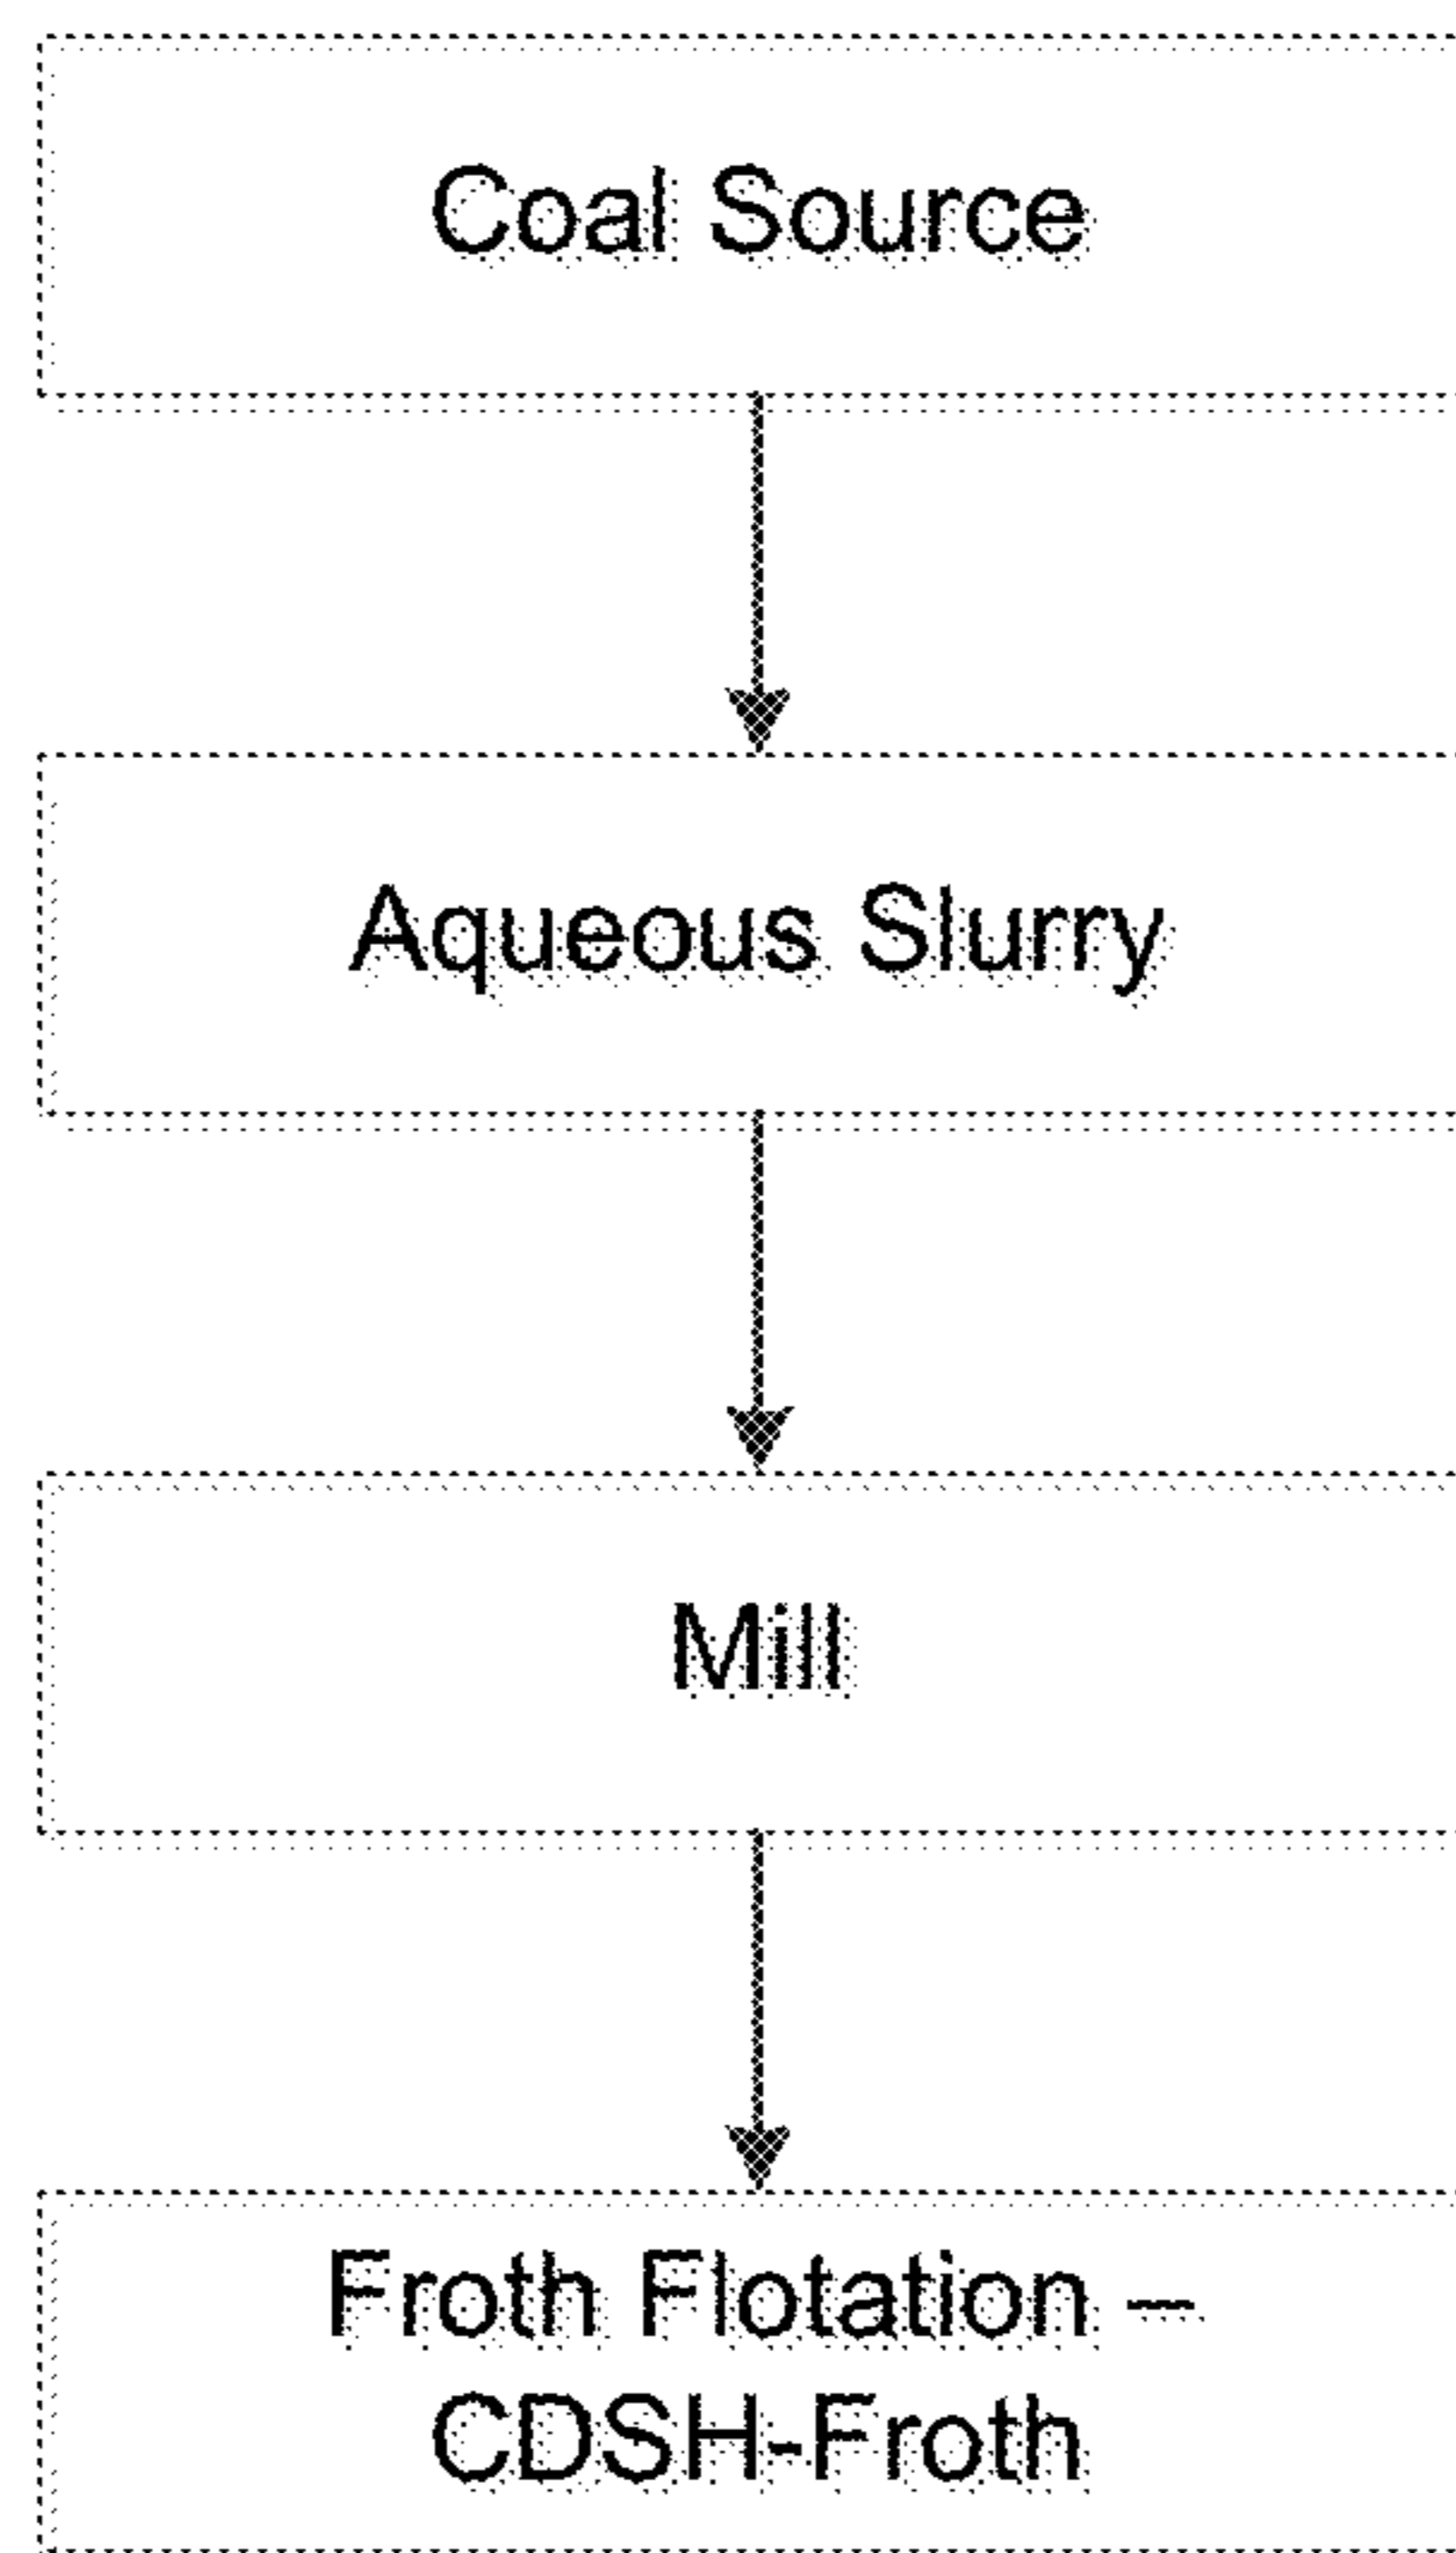 Coal Source
Aqueous Slurry
Mill
Froth Flotation –
CDSH-Froth